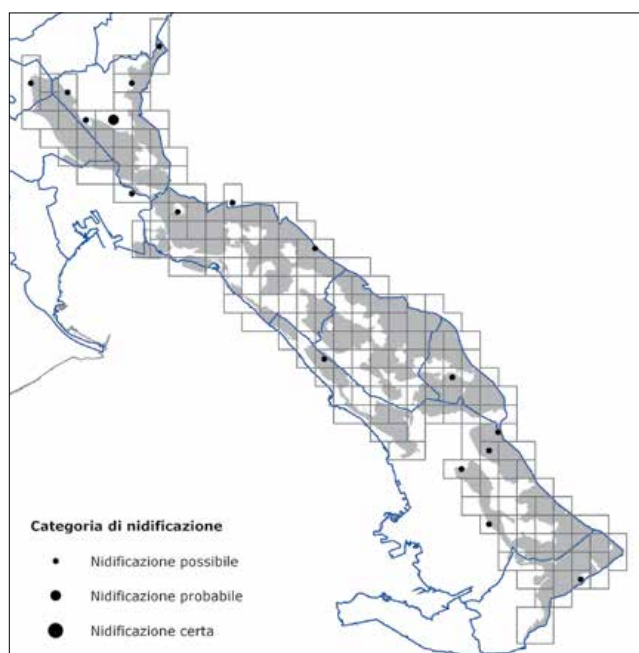 Categoria di nidificazione
Nidificazione possibile
Nidificazione probabile
Nidificazione certa